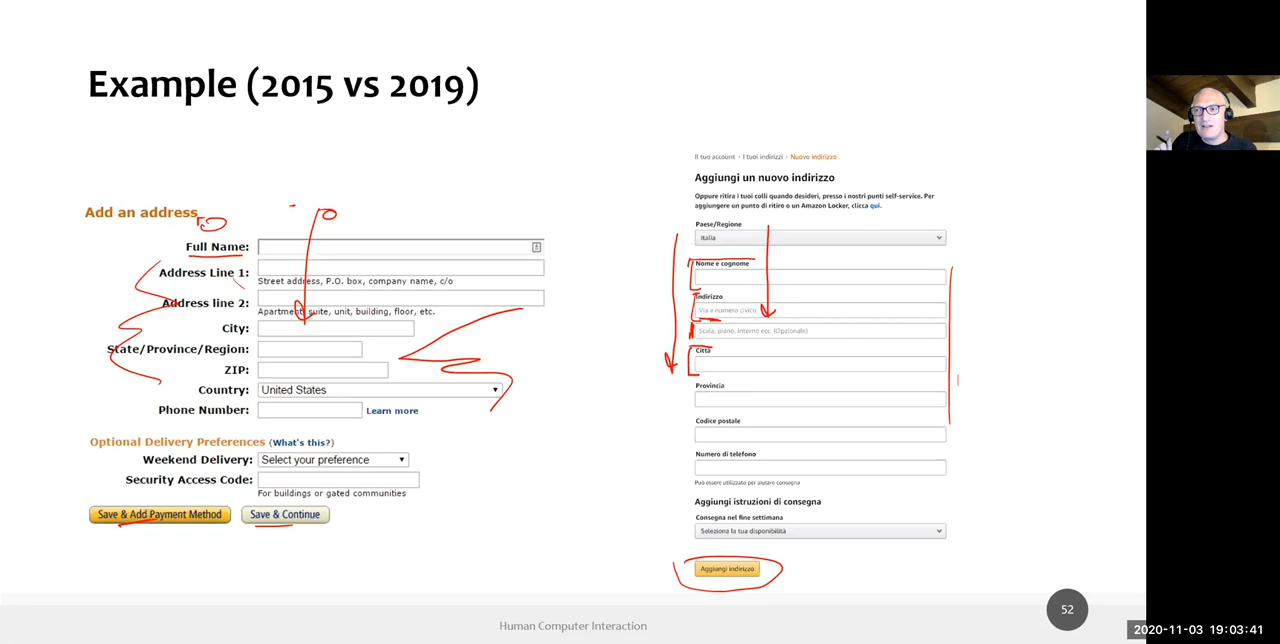 Example (2015 vs 2019)
Add an address
Full Name:
Address Line 1:
Street address, P.O. box, company name, c/o
Address line 2:
Apartment, suite, unit, building, floor, etc.
City:
State/Province/Region:
ZIP:
Country: United States
Phone Number: Learn more
Optional Delivery Preferences (What's this?)
Weekend Delivery: Select your preference
Security Access Code:
For buildings or gated communities
Save & Add Payment Method Save & Continue
Il tuo account › I tuoi indirizzi › Nuovo indirizzo
Aggiungi un nuovo indirizzo
Oppure ritira i tuoi colli quando desideri, presso i nostri punti self-service. Per
aggiungere un punto di ritiro o un Amazon Locker, clicca qui.
Paese/Regione
Italia
Nome e cognome
Indirizzo
Via e numero civico
Scala, piano, interno ecc. (Opzionale)
Città
Provincia
Codice postale
Numero di telefono
Può essere utilizzato per aiutare consegna
Aggiungi istruzioni di consegna
Consegna nel fine settimana
Seleziona la tua disponibilità
Aggiungi indirizzo
Human Computer Interaction
52
2020-11-03 19:03:41